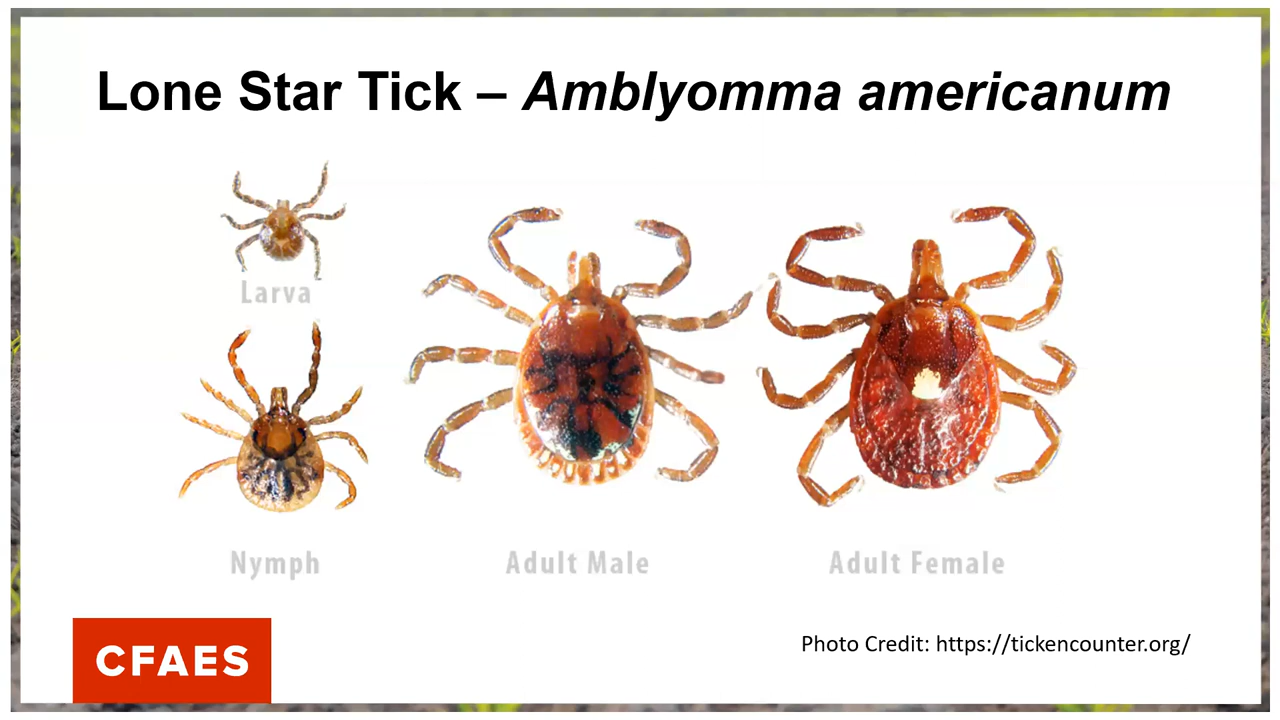 Lone Star Tick – Amblyomma americanum
Larva
Nymph
Adult Male
Adult Female
CFAES
Photo Credit: https://tickencounter.org/